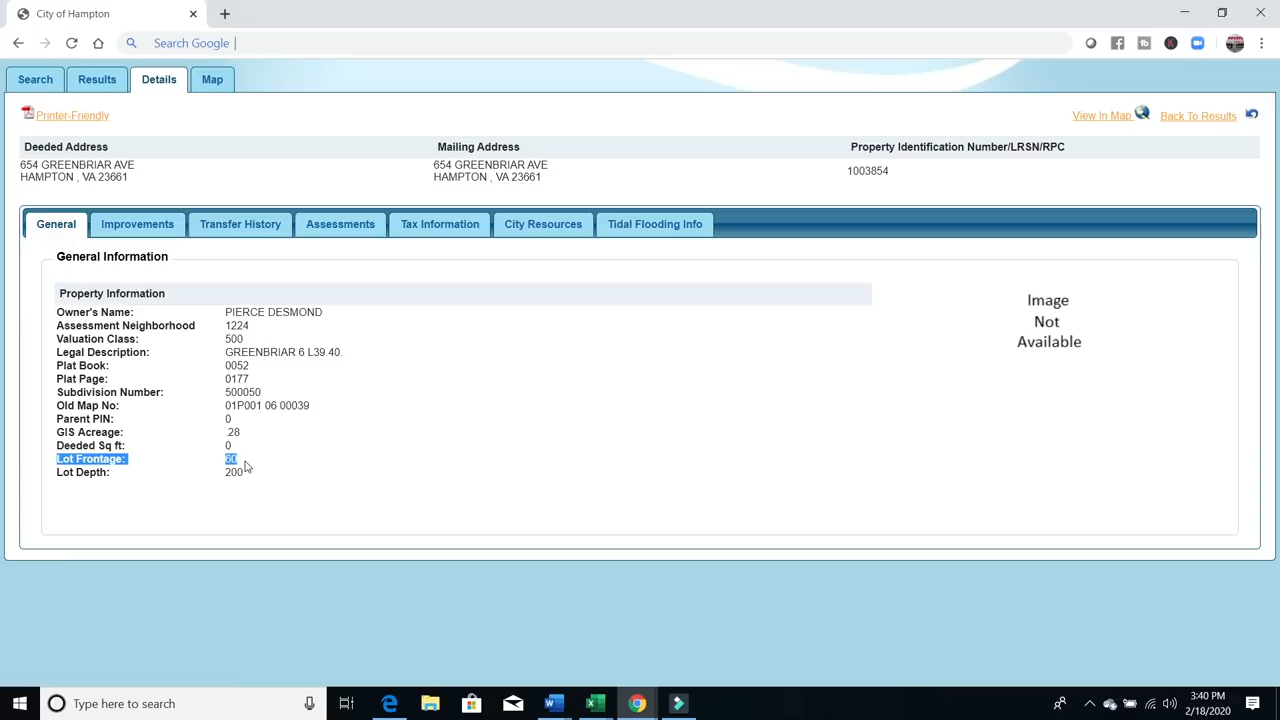 City of Hampton
Search Google
Search Results Details Map
Printer-Friendly
View In Map Back To Results
Deeded Address Mailing Address Property Identification Number/LRSN/RPC
654 GREENBRIAR AVE 654 GREENBRIAR AVE
HAMPTON , VA 23661 HAMPTON , VA 23661 1003854
General Improvements Transfer History Assessments Tax Information City Resources Tidal Flooding Info
General Information
Property Information
Owner's Name: PIERCE DESMOND
Assessment Neighborhood 1224
Valuation Class: 500
Legal Description: GREENBRIAR 6 L39.40.
Plat Book: 0052
Plat Page: 0177
Subdivision Number: 500050
Old Map No: 01P001 06 00039
Parent PIN: 0
GIS Acreage: .28
Deeded Sq ft: 0
Lot Frontage: 60
Lot Depth: 200
Image
Not
Available
Type here to search
3:40 PM
2/18/2020